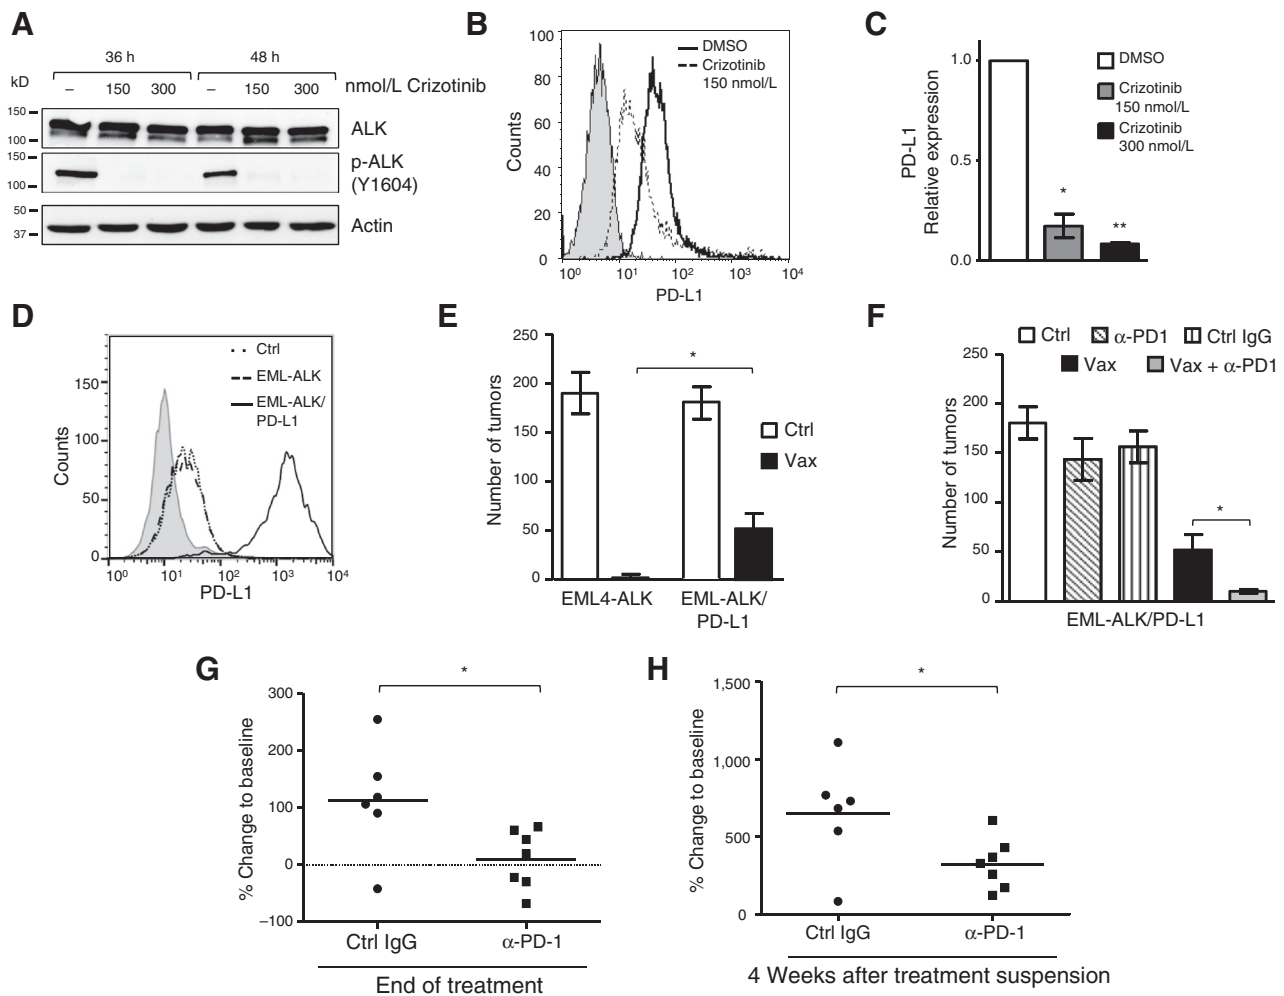 A
36 h
48 h
kD
–
150
300
–
150
300
nmol/L Crizotinib
150
100
ALK
150
100
p-ALK
(Y1604)
50
37
Actin
B
100
80
60
40
20
0
Counts
DMSO
Crizotinib
150 nmol/L
10⁰
10¹
10²
10³
10⁴
PD-L1
C
1.0
0.5
0.0
PD-L1
Relative expression
DMSO
Crizotinib
150 nmol/L
Crizotinib
300 nmol/L
*
**
D
150
100
50
0
Counts
Ctrl
EML-ALK
EML-ALK/
PD-L1
10⁰
10¹
10²
10³
10⁴
PD-L1
E
250
200
150
100
50
0
Number of tumors
*
Ctrl
Vax
EML4-ALK
EML-ALK/
PD-L1
F
Ctrl
α-PD1
Ctrl IgG
Vax
Vax + α-PD1
250
200
150
100
50
0
Number of tumors
*
EML-ALK/PD-L1
G
300
200
100
0
–100
% Change to baseline
*
Ctrl IgG
α-PD-1
End of treatment
H
1,500
1,000
500
0
% Change to baseline
*
Ctrl IgG
α-PD-1
4 Weeks after treatment suspension